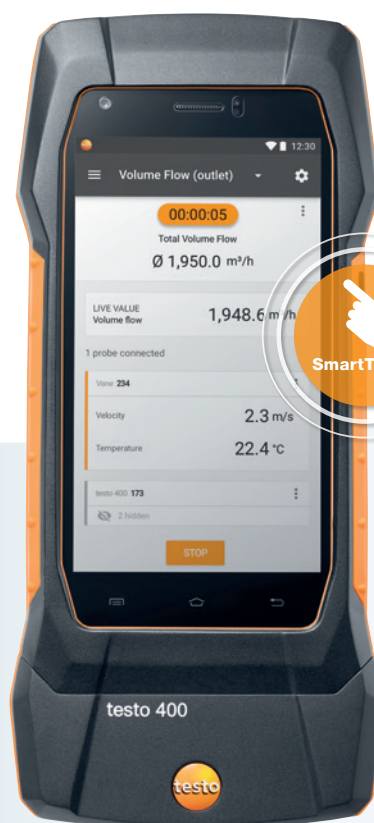 12:30
Volume Flow (outlet)
00:00:05
Total Volume Flow
Ø 1,950.0 m³/h
LIVE VALUE
Volume flow 1,948.6 m³/h
1 probe connected
Vane 234
Velocity 2.3 m/s
Temperature 22.4 °C
testo 400 173
2 hidden
STOP
SmartT
testo 400
testo